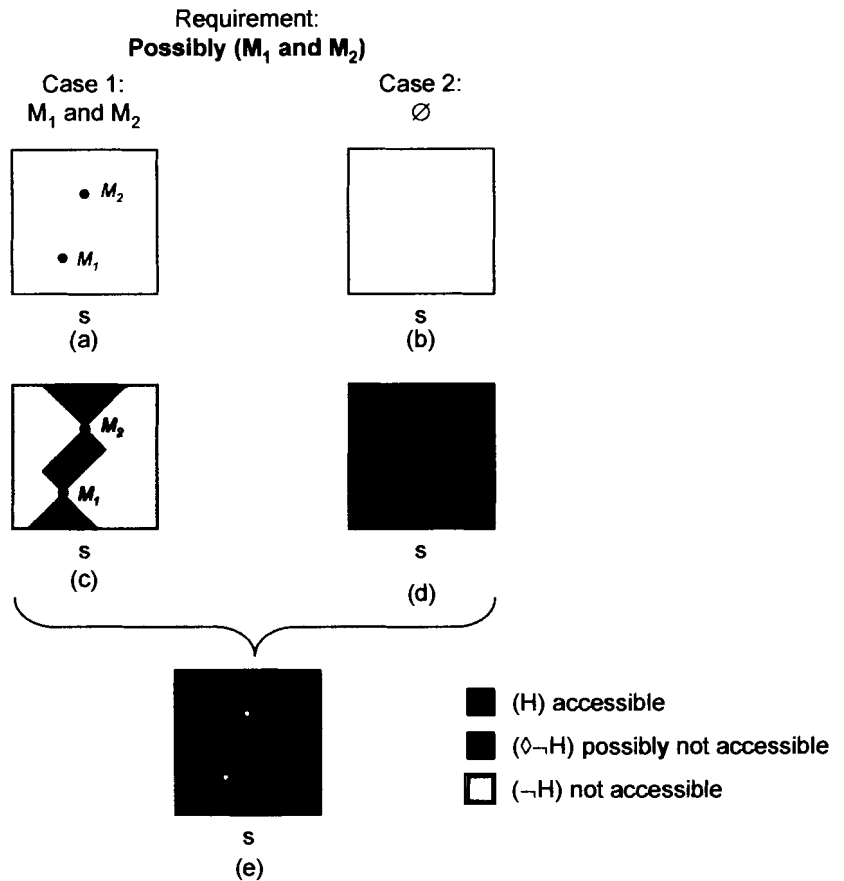 Requirement:
Possibly (M₁ and M₂)
Case 1:
M₁ and M₂
Case 2:
∅
M₂
M₁
s
(a)
s
(b)
M₂
M₁
s
(c)
s
(d)
s
(e)
(H) accessible
(◊¬H) possibly not accessible
(¬H) not accessible